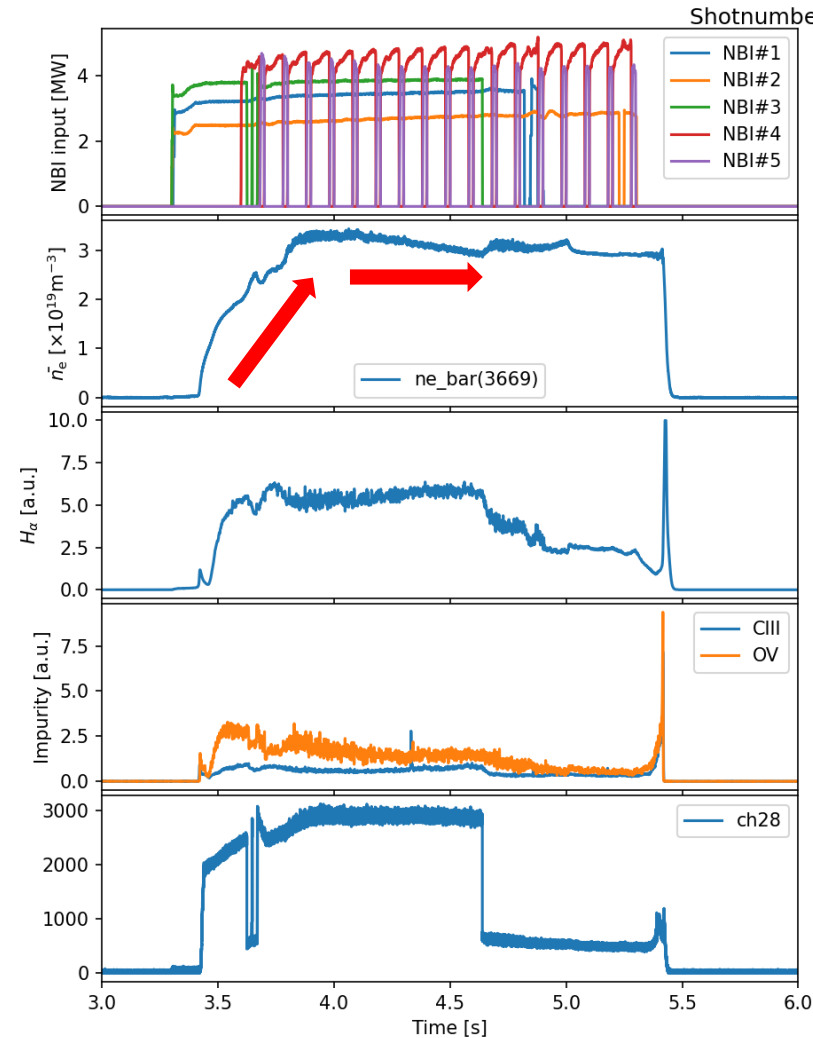 Shotnumbe
NBI input [MW]
4
2
0
NBI#1
NBI#2
NBI#3
NBI#4
NBI#5
n̄e [×10¹⁹m⁻³]
3
2
1
0
ne_bar(3669)
Hα [a.u.]
10.0
7.5
5.0
2.5
0.0
Impurity [a.u.]
7.5
5.0
2.5
0.0
CIII
OV
3000
2000
1000
0
ch28
3.0 3.5 4.0 4.5 5.0 5.5 6.0
Time [s]